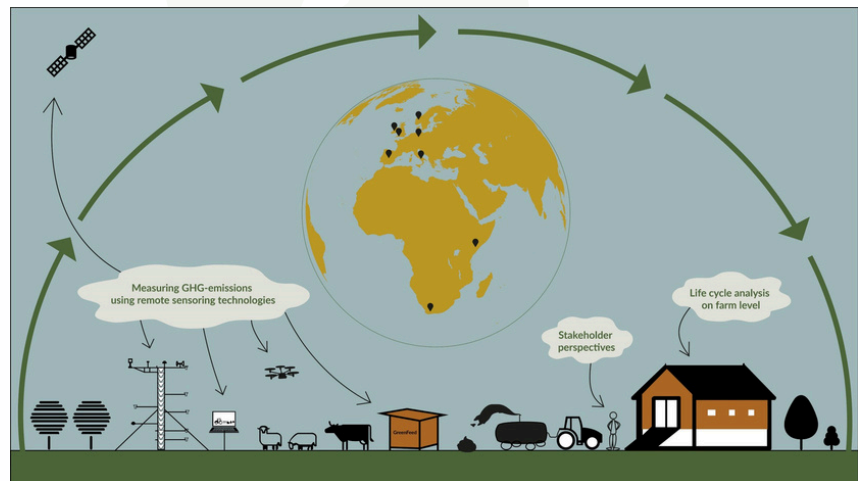 Measuring GHG-emissions
using remote sensoring technologies
Life cycle analysis
on farm level
Stakeholder
perspectives
GreenFeed